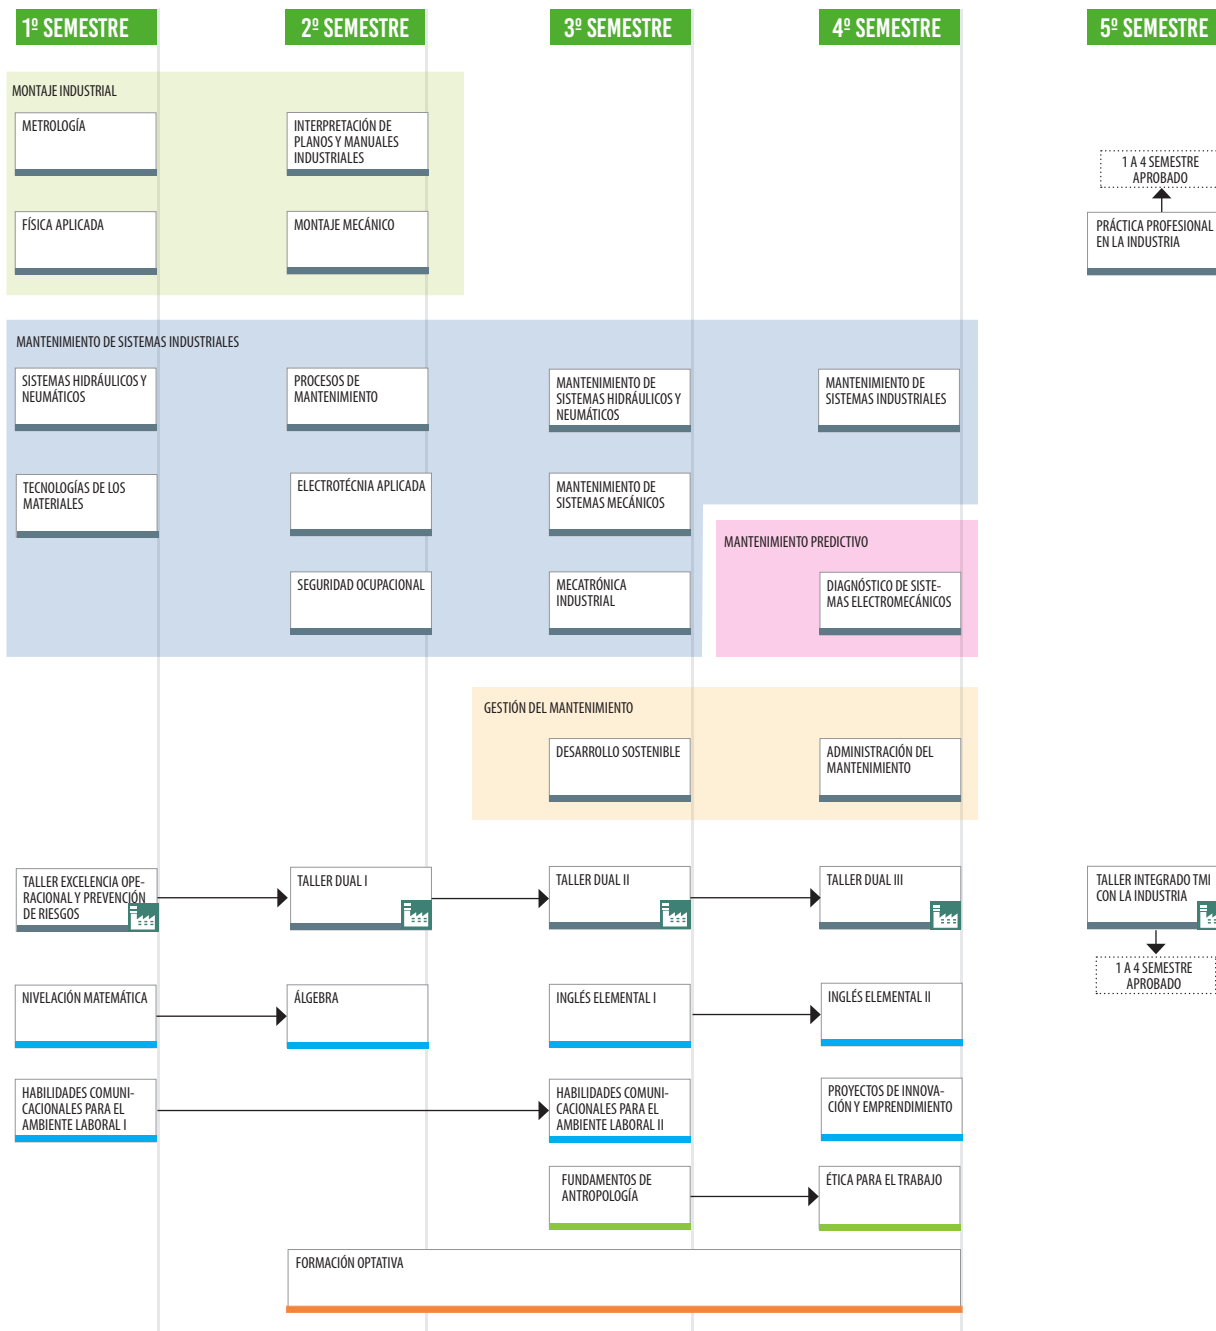 1º SEMESTRE
2º SEMESTRE
3º SEMESTRE
4º SEMESTRE
5º SEMESTRE
MONTAJE INDUSTRIAL
METROLOGÍA
INTERPRETACIÓN DE
PLANOS Y MANUALES
INDUSTRIALES
1 A 4 SEMESTRE
APROBADO
FÍSICA APLICADA
MONTAJE MECÁNICO
PRÁCTICA PROFESIONAL
EN LA INDUSTRIA
MANTENIMIENTO DE SISTEMAS INDUSTRIALES
SISTEMAS HIDRÁULICOS Y
NEUMÁTICOS
PROCESOS DE
MANTENIMIENTO
MANTENIMIENTO DE
SISTEMAS HIDRÁULICOS Y
NEUMÁTICOS
MANTENIMIENTO DE
SISTEMAS INDUSTRIALES
TECNOLOGÍAS DE LOS
MATERIALES
ELECTROTÉCNIA APLICADA
MANTENIMIENTO DE
SISTEMAS MECÁNICOS
MANTENIMIENTO PREDICTIVO
SEGURIDAD OCUPACIONAL
MECATRÓNICA
INDUSTRIAL
DIAGNÓSTICO DE SISTE-
MAS ELECTROMECÁNICOS
GESTIÓN DEL MANTENIMIENTO
DESARROLLO SOSTENIBLE
ADMINISTRACIÓN DEL
MANTENIMIENTO
TALLER EXCELENCIA OPE-
RACIONAL Y PREVENCIÓN
DE RIESGOS
TALLER DUAL I
TALLER DUAL II
TALLER DUAL III
TALLER INTEGRADO TMI
CON LA INDUSTRIA
1 A 4 SEMESTRE
APROBADO
NIVELACIÓN MATEMÁTICA
ÁLGEBRA
INGLÉS ELEMENTAL I
INGLÉS ELEMENTAL II
HABILIDADES COMUNI-
CACIONALES PARA EL
AMBIENTE LABORAL I
HABILIDADES COMUNI-
CACIONALES PARA EL
AMBIENTE LABORAL II
PROYECTOS DE INNOVA-
CIÓN Y EMPRENDIMIENTO
FUNDAMENTOS DE
ANTROPOLOGÍA
ÉTICA PARA EL TRABAJO
FORMACIÓN OPTATIVA